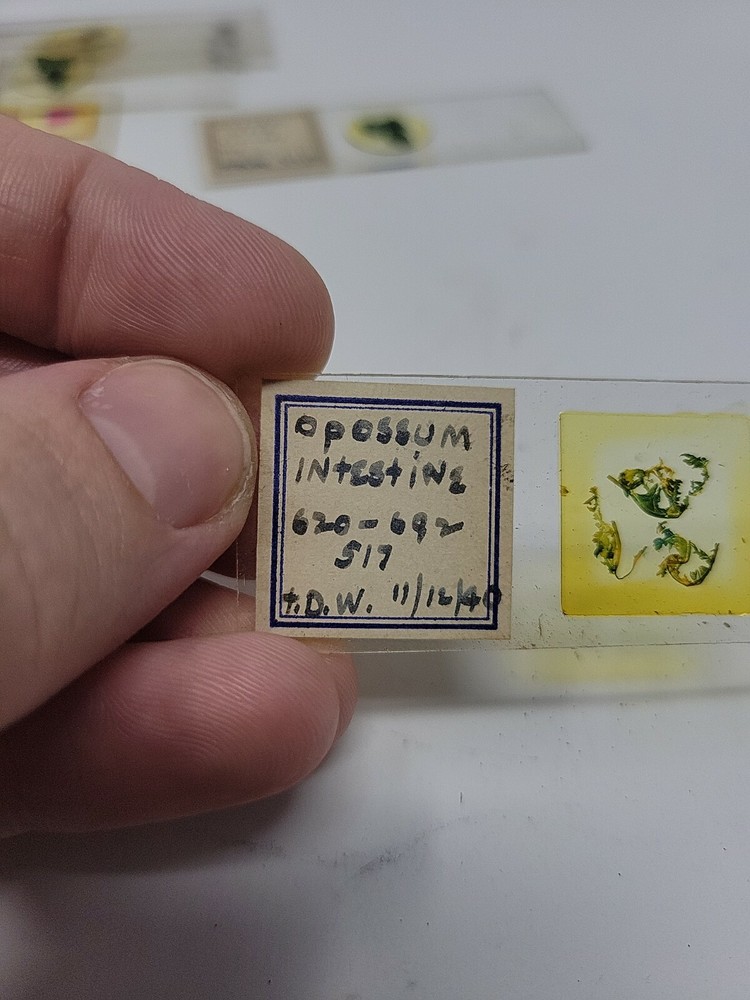 OPOSSUM
INtEStiNE
620-692
517
t.D.W. 11/12/40